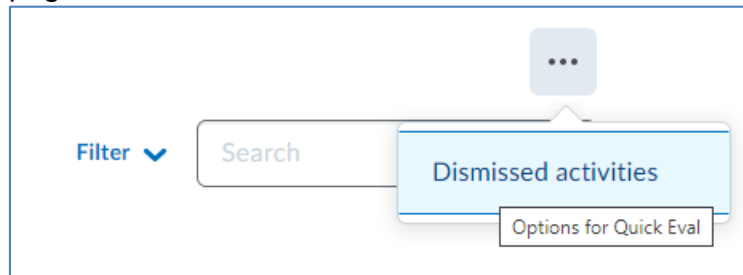 Filter
Search
Dismissed activities
Options for Quick Eval